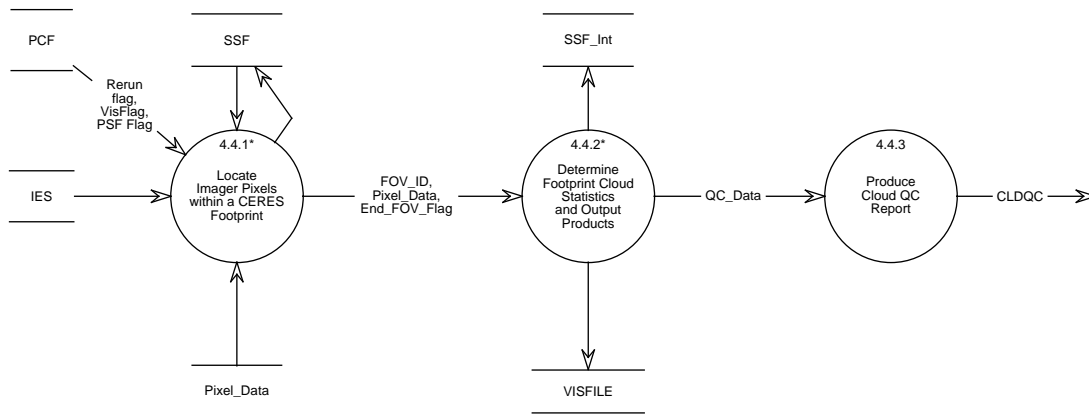 PCF
SSF
SSF_Int
Rerun
flag,
VisFlag,
PSF Flag
4.4.1*
Locate
Imager Pixels
within a CERES
Footprint
IES
FOV_ID,
Pixel_Data,
End_FOV_Flag
4.4.2*
Determine
Footprint Cloud
Statistics
and Output
Products
QC_Data
4.4.3
Produce
Cloud QC
Report
CLDQC
Pixel_Data
VISFILE